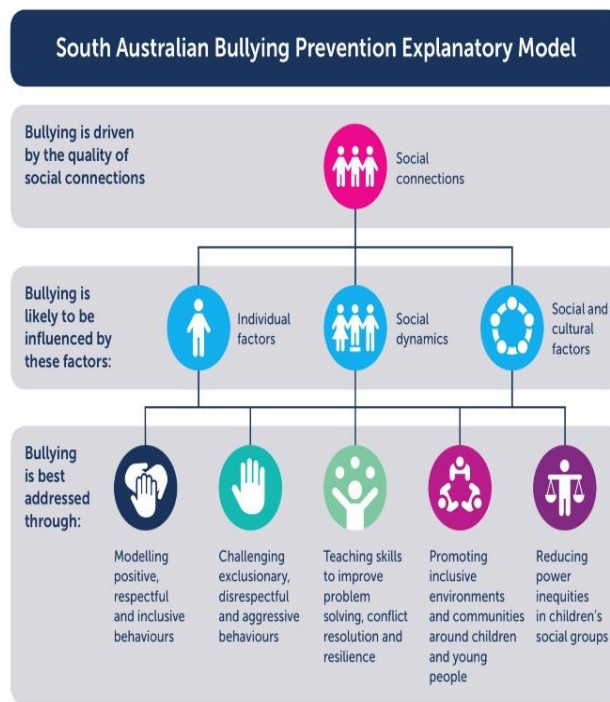 South Australian Bullying Prevention Explanatory Model
Bullying is driven
by the quality of
social connections
Social
connections
Bullying is
likely to be
influenced by
these factors:
Individual
factors
Social
dynamics
Social and
cultural
factors
Bullying
is best
addressed
through:
Modelling
positive,
respectful
and inclusive
behaviours
Challenging
exclusionary,
disrespectful
and aggressive
behaviours
Teaching skills
to improve
problem
solving, conflict
resolution and
resilience
Promoting
inclusive
environments
and communities
around children
and young
people
Reducing
power
inequities
in children's
social groups